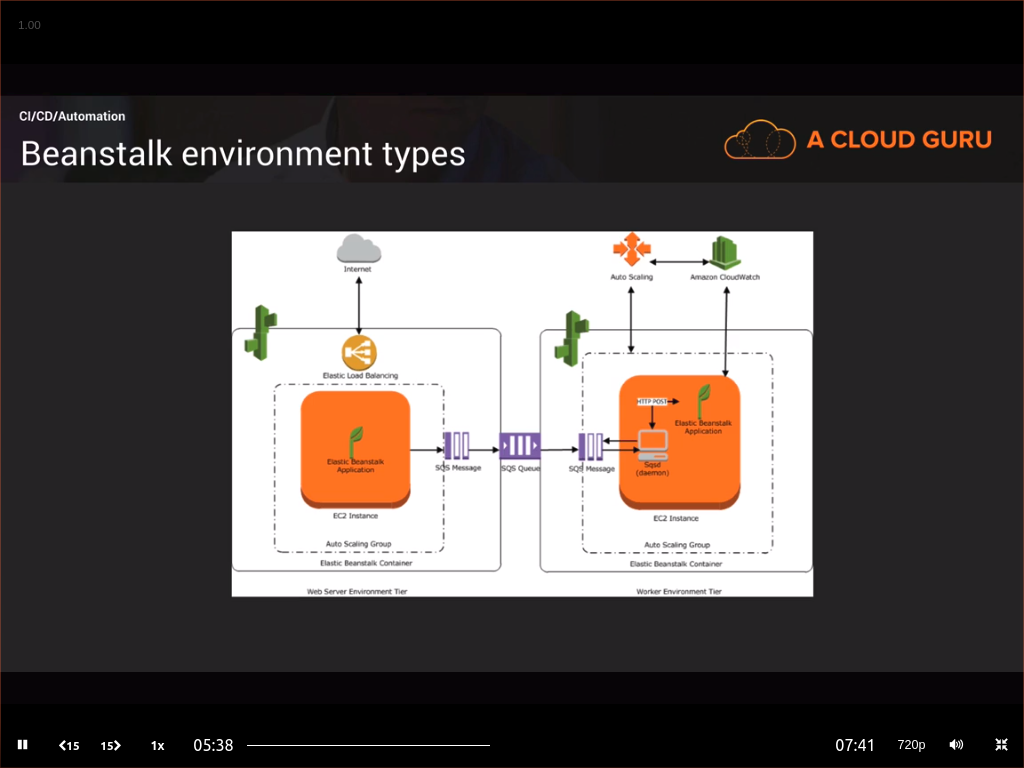 1.00
CI/CD/Automation
Beanstalk environment types
A CLOUD GURU
Internet
Auto Scaling
Amazon CloudWatch
Elastic Load Balancing
HTTP POST
Elastic Beanstalk
Application
Elastic Beanstalk
Application
SQS Message
SQS Queue
SQS Message
Sqsd
(daemon)
EC2 Instance
EC2 Instance
Auto Scaling Group
Auto Scaling Group
Elastic Beanstalk Container
Elastic Beanstalk Container
Web Server Environment Tier
Worker Environment Tier
15
15
1x
05:38
07:41
720p